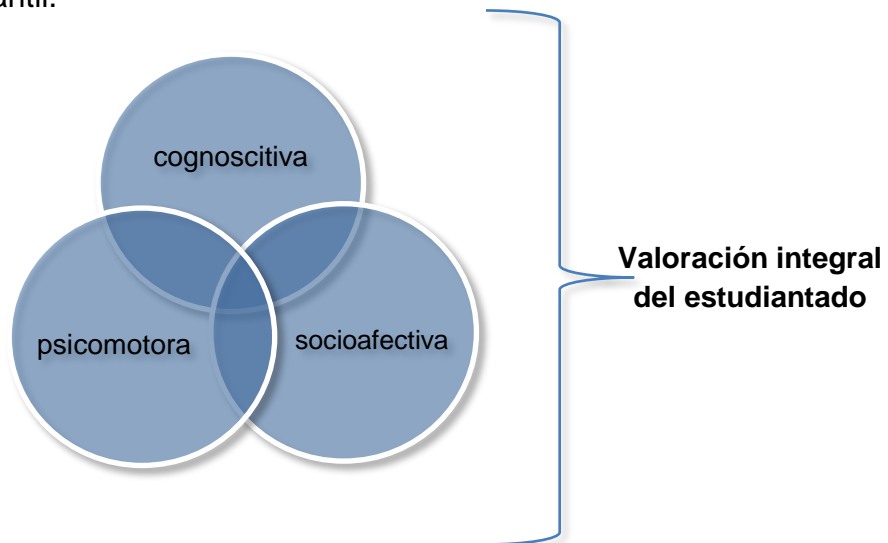 cognoscitiva
psicomotora
socioafectiva
Valoración integral
del estudiantado